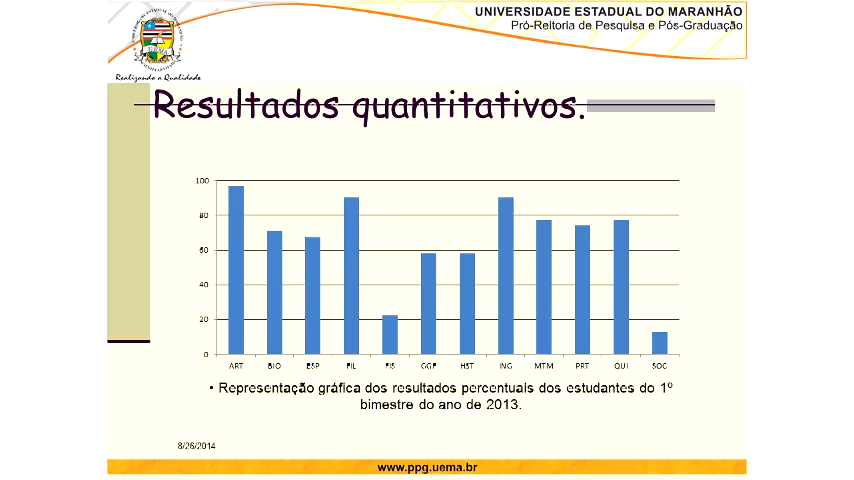 UNIVERSIDADE ESTADUAL DO MARANHÃO
Pró-Reitoria de Pesquisa e Pós-Graduação
Realizando a Qualidade
Resultados quantitativos.
100
80
60
40
20
0
ART BIO ESP FIL FIS GGF HST ING MTM PRT QUI SOC
• Representação gráfica dos resultados percentuais dos estudantes do 1º
bimestre do ano de 2013.
8/26/2014
www.ppg.uema.br